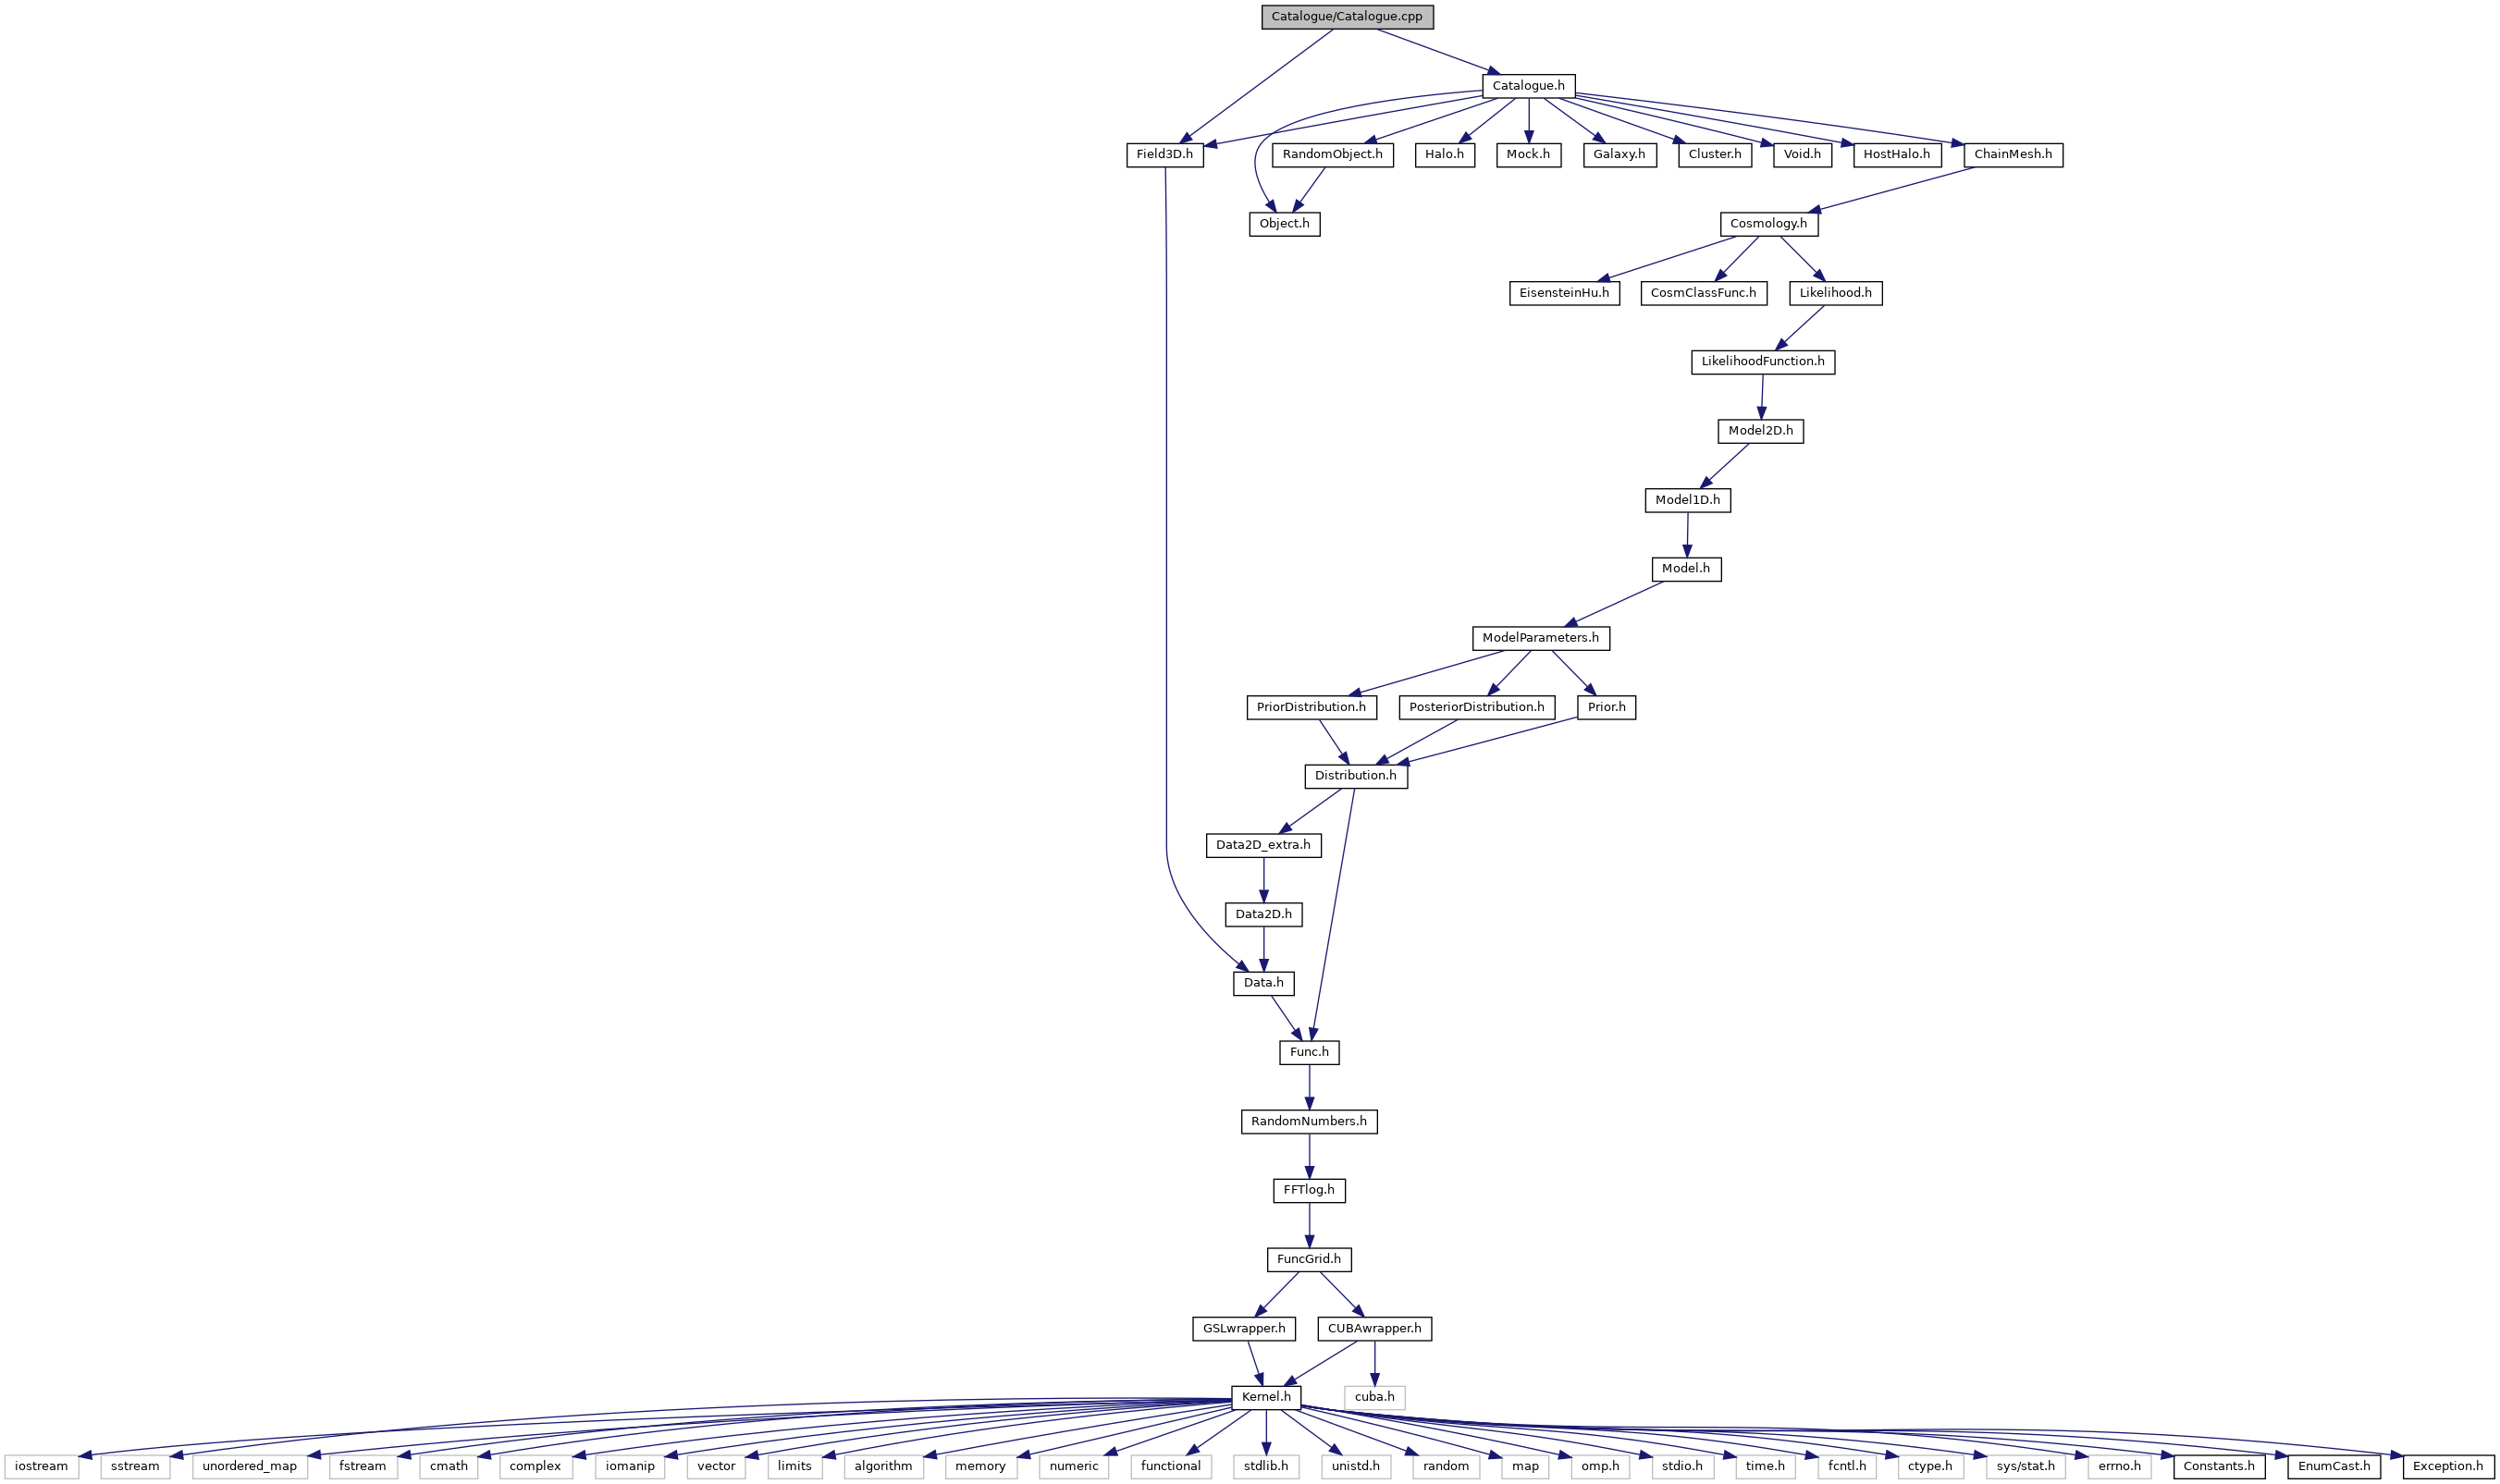 Catalogue/Catalogue.cpp
Catalogue.h
Field3D.h
RandomObject.h
Halo.h
Mock.h
Galaxy.h
Cluster.h
Void.h
HostHalo.h
ChainMesh.h
Object.h
Cosmology.h
EisensteinHu.h
CosmClassFunc.h
Likelihood.h
LikelihoodFunction.h
Model2D.h
Model1D.h
Model.h
ModelParameters.h
PriorDistribution.h
PosteriorDistribution.h
Prior.h
Distribution.h
Data2D_extra.h
Data2D.h
Data.h
Func.h
RandomNumbers.h
FFTlog.h
FuncGrid.h
GSLwrapper.h
CUBAwrapper.h
Kernel.h
cuba.h
iostream
sstream
unordered_map
fstream
cmath
complex
iomanip
vector
limits
algorithm
memory
numeric
functional
stdlib.h
unistd.h
random
map
omp.h
stdio.h
time.h
fcntl.h
ctype.h
sys/stat.h
errno.h
Constants.h
EnumCast.h
Exception.h